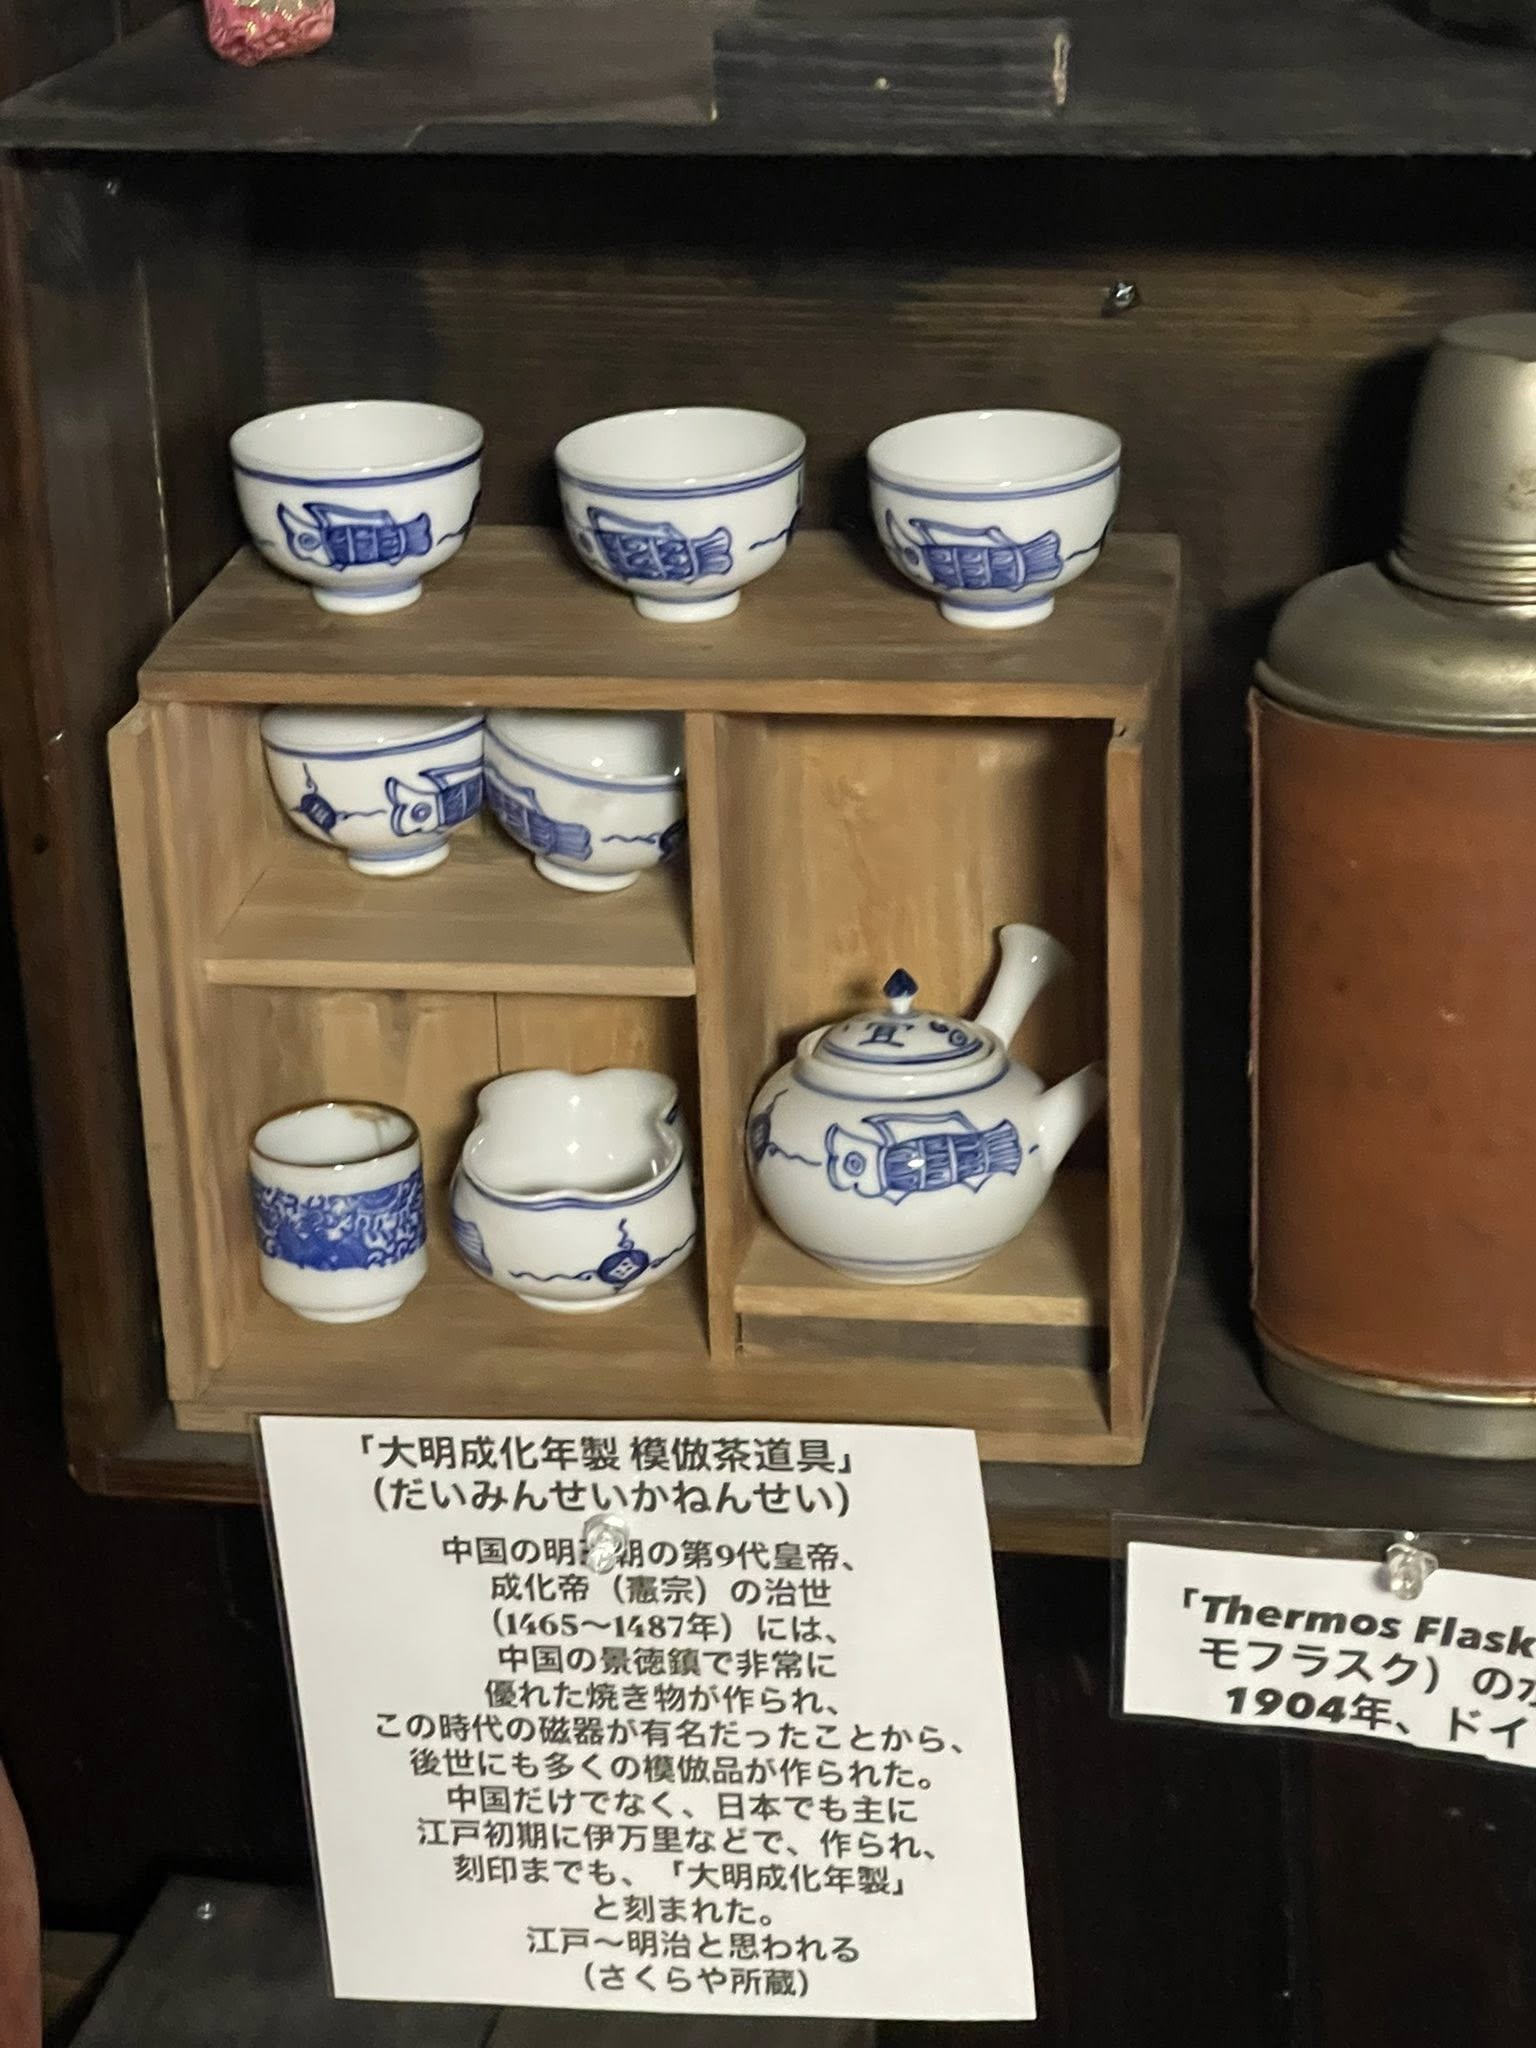 宜
「大明成化年製 模倣茶道具」
（だいみんせいかねんせい）
中国の明　朝の第9代皇帝、
成化帝（憲宗）の治世
（1465〜1487年）には、
中国の景徳鎮で非常に
優れた焼き物が作られ、
この時代の磁器が有名だったことから、
後世にも多くの模倣品が作られた。
中国だけでなく、日本でも主に
江戸初期に伊万里などで、作られ、
刻印までも、「大明成化年製」
と刻まれた。
江戸〜明治と思われる
（さくらや所蔵）
「Thermos Flask
モフラスク）の
1904年、ドイ